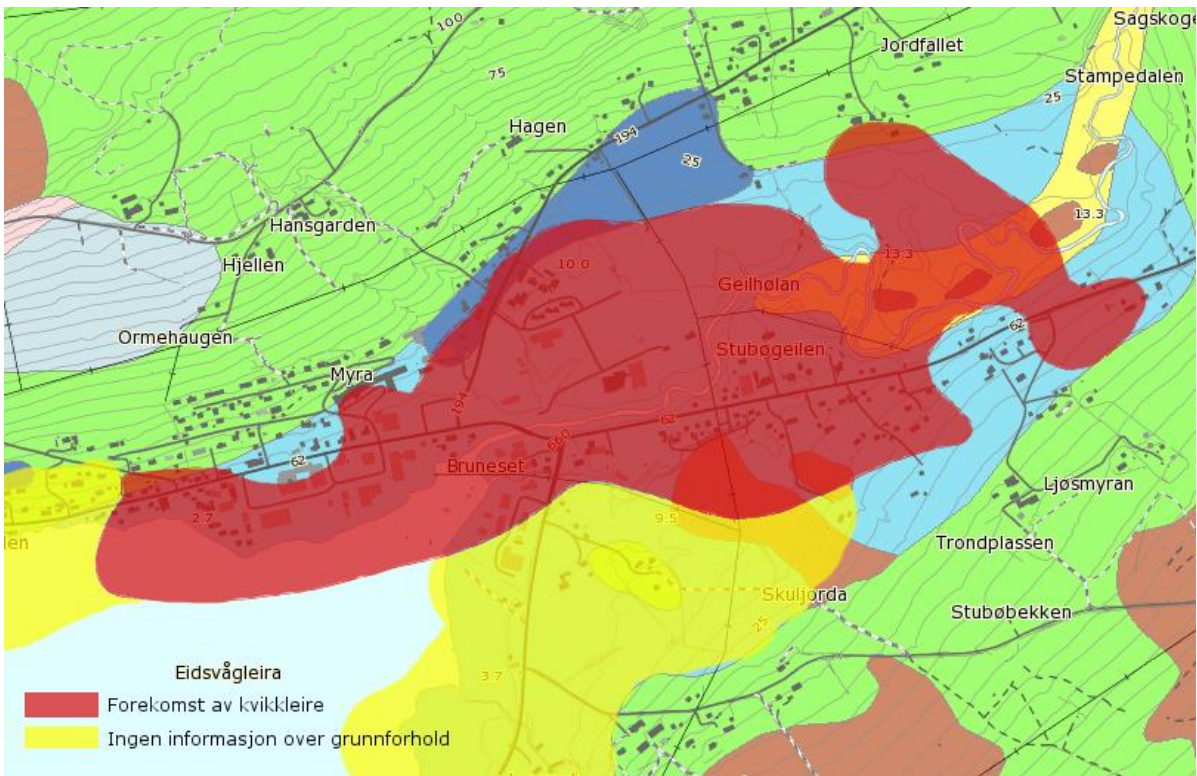 Sagskoge
100
Jordfallet
75
Stampedalen
25
Hagen
194
25
13.3
Hansgarden
Hjellen
10.0
13.3
Geilhølan
Ormehaugen
62
Stubøgeilen
Myra
194
62
660
62
Bruneset
Ljøsmyran
2.7
9.5
len
Trondplassen
Skuljorda
Stubøbekken
25
3.7
Eidsvågleira
Forekomst av kvikkleire
Ingen informasjon over grunnforhold